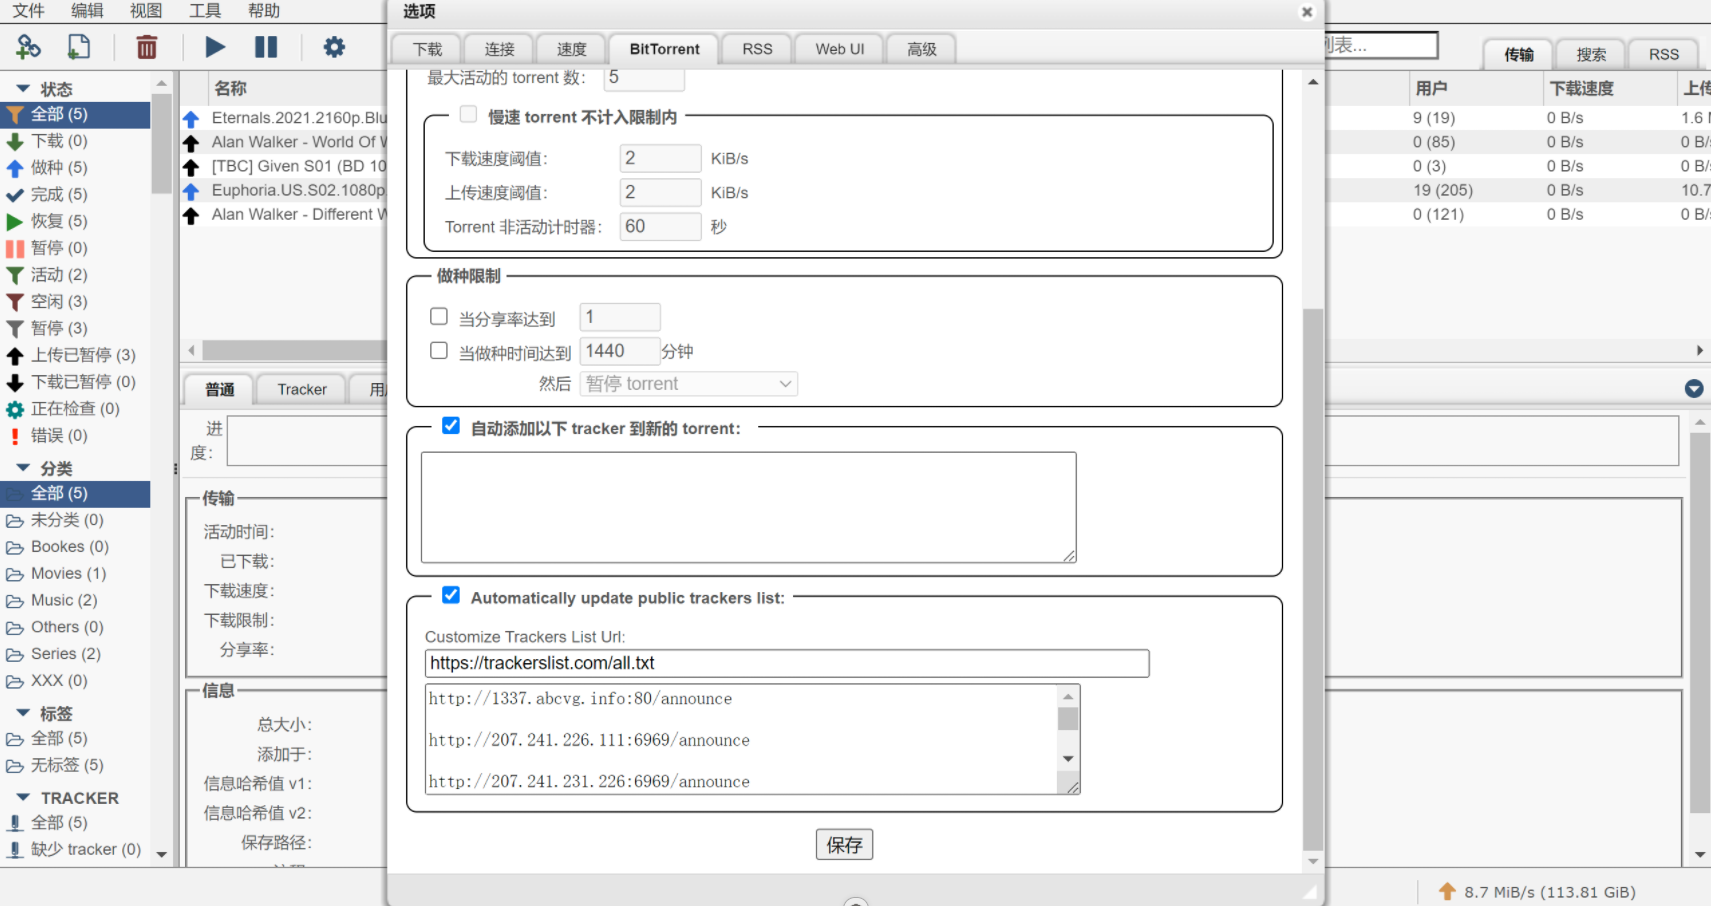 文件 编辑 视图 工具 帮助
选项
下载 连接 速度 BitTorrent RSS Web UI 高级
列表...
传输 搜索 RSS
状态
全部 (5)
下载 (0)
做种 (5)
完成 (5)
恢复 (5)
暂停 (0)
活动 (2)
空闲 (3)
暂停 (3)
上传已暂停 (3)
下载已暂停 (0)
正在检查 (0)
错误 (0)
分类
全部 (5)
未分类 (0)
Bookes (0)
Movies (1)
Music (2)
Others (0)
Series (2)
XXX (0)
标签
全部 (5)
无标签 (5)
TRACKER
全部 (5)
缺少 tracker (0)
名称
Eternals.2021.2160p.Blu
Alan Walker - World Of W
[TBC] Given S01 (BD 10
Euphoria.US.S02.1080p
Alan Walker - Different W
用户 下载速度 上传
9 (19) 0 B/s 1.6 
0 (85) 0 B/s 0 B/
0 (3) 0 B/s 0 B/
19 (205) 0 B/s 10.7
0 (121) 0 B/s 0 B/
普通 Tracker 用
进度：
传输
活动时间：
已下载：
下载速度：
下载限制：
分享率：
信息
总大小：
添加于：
信息哈希值 v1：
信息哈希值 v2：
保存路径：
最大活动的 torrent 数： 5
慢速 torrent 不计入限制内
下载速度阈值： 2 KiB/s
上传速度阈值： 2 KiB/s
Torrent 非活动计时器： 60 秒
做种限制
当分享率达到 1
当做种时间达到 1440 分钟
然后 暂停 torrent
自动添加以下 tracker 到新的 torrent：
Automatically update public trackers list:
Customize Trackers List Url:
https://trackerslist.com/all.txt
http://1337.abcvg.info:80/announce
http://207.241.226.111:6969/announce
http://207.241.231.226:6969/announce
保存
8.7 MiB/s (113.81 GiB)